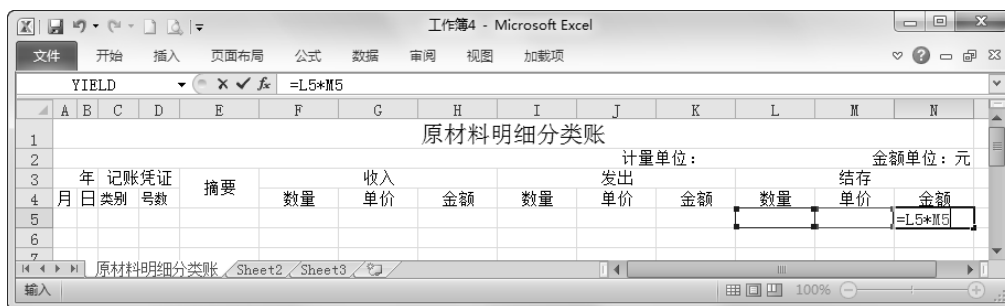 工作簿4 - Microsoft Excel
文件 开始 插入 页面布局 公式 数据 审阅 视图 加载项
YIELD fx =L5*M5
A B C D E F G H I J K L M N
1 原材料明细分类账
2 计量单位: 金额单位: 元
3 年 记账凭证 摘要 收入 发出 结存
4 月 日 类别 号数 数量 单价 金额 数量 单价 金额 数量 单价 金额
5 =L5*M5
6
7
原材料明细分类账 Sheet2 Sheet3
输入 100%